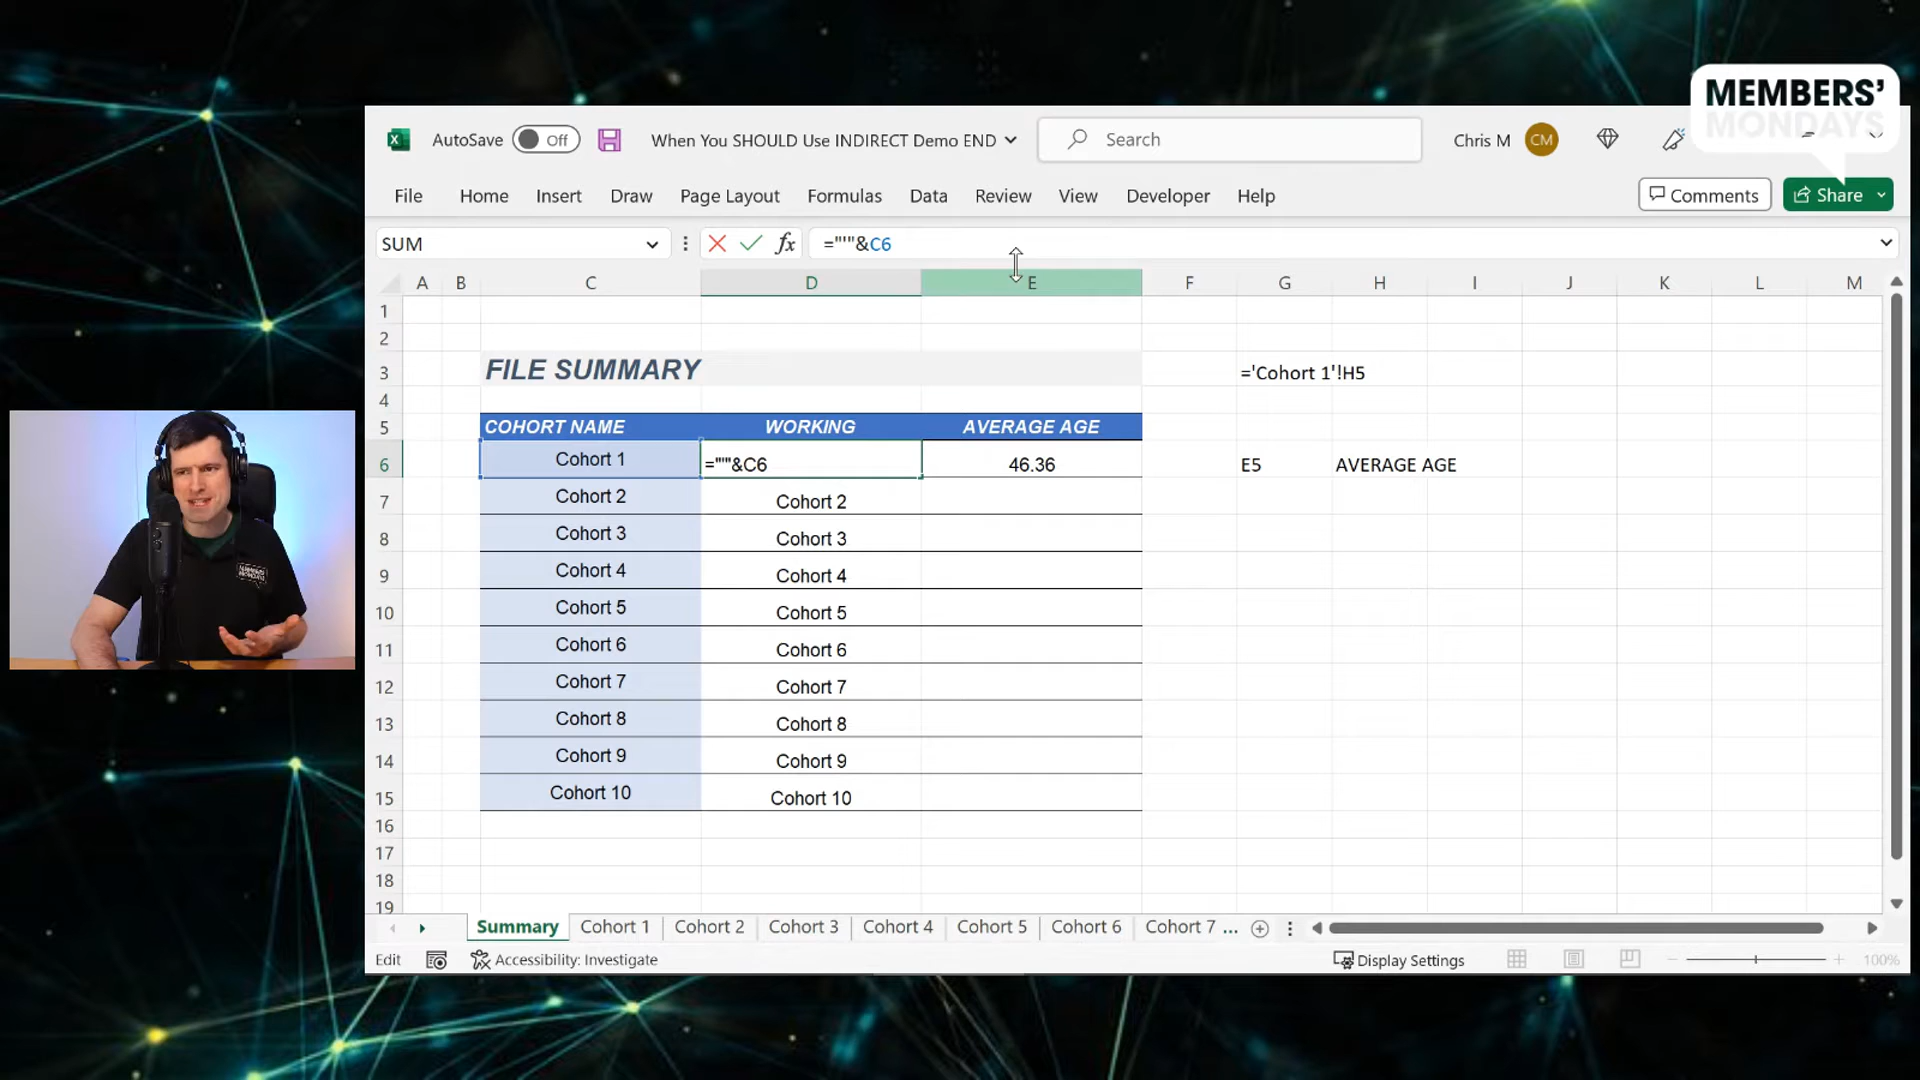 MEMBERS'
MONDAYS
AutoSave Off When You SHOULD Use INDIRECT Demo END Search Chris M CM
File Home Insert Draw Page Layout Formulas Data Review View Developer Help Comments Share
SUM fx ="'"&C6
A B C D E F G H I J K L M
1
2
3 FILE SUMMARY ='Cohort 1'!H5
4
5 COHORT NAME WORKING AVERAGE AGE
6 Cohort 1 ="'"&C6 46.36 E5 AVERAGE AGE
7 Cohort 2 Cohort 2
8 Cohort 3 Cohort 3
9 Cohort 4 Cohort 4
10 Cohort 5 Cohort 5
11 Cohort 6 Cohort 6
12 Cohort 7 Cohort 7
13 Cohort 8 Cohort 8
14 Cohort 9 Cohort 9
15 Cohort 10 Cohort 10
16
17
18
19
Summary Cohort 1 Cohort 2 Cohort 3 Cohort 4 Cohort 5 Cohort 6 Cohort 7 ...
Edit Accessibility: Investigate Display Settings 100%